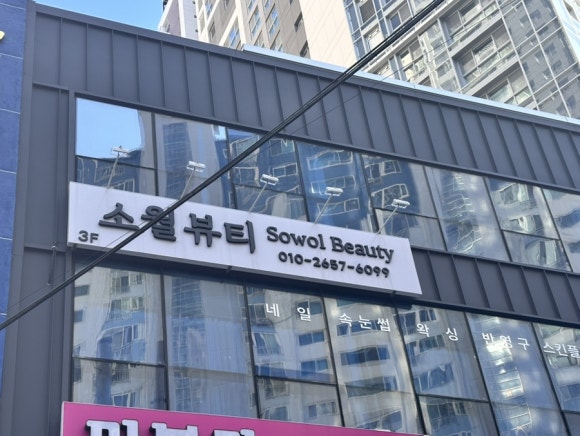 소월뷰티 Sowol Beauty
3F 010-2657-6099
네일 속눈썹 왁싱 반영구 스킨플